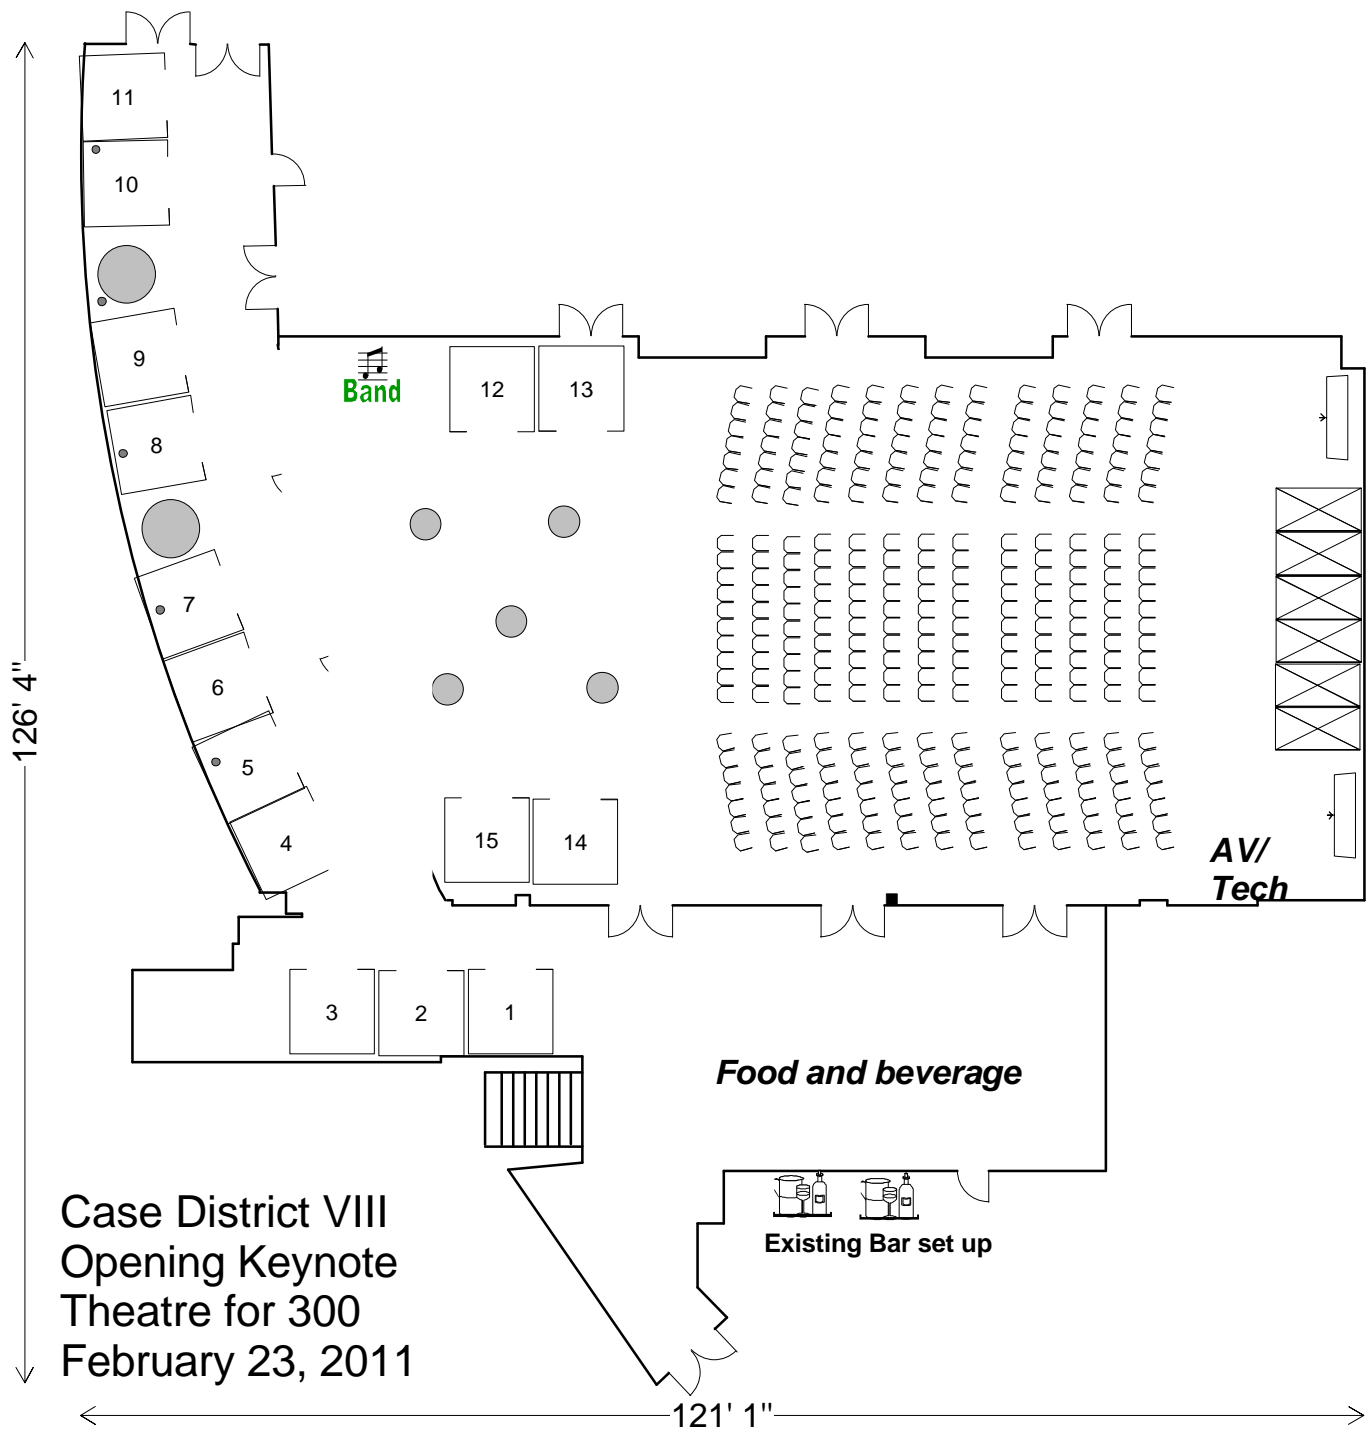 11
10
9
Band
12
13
8
7
6
5
4
126' 4"
15
14
AV/
Tech
3
2
1
Food and beverage
Existing Bar set up
Case District VIII
Opening Keynote
Theatre for 300
February 23, 2011
121' 1"